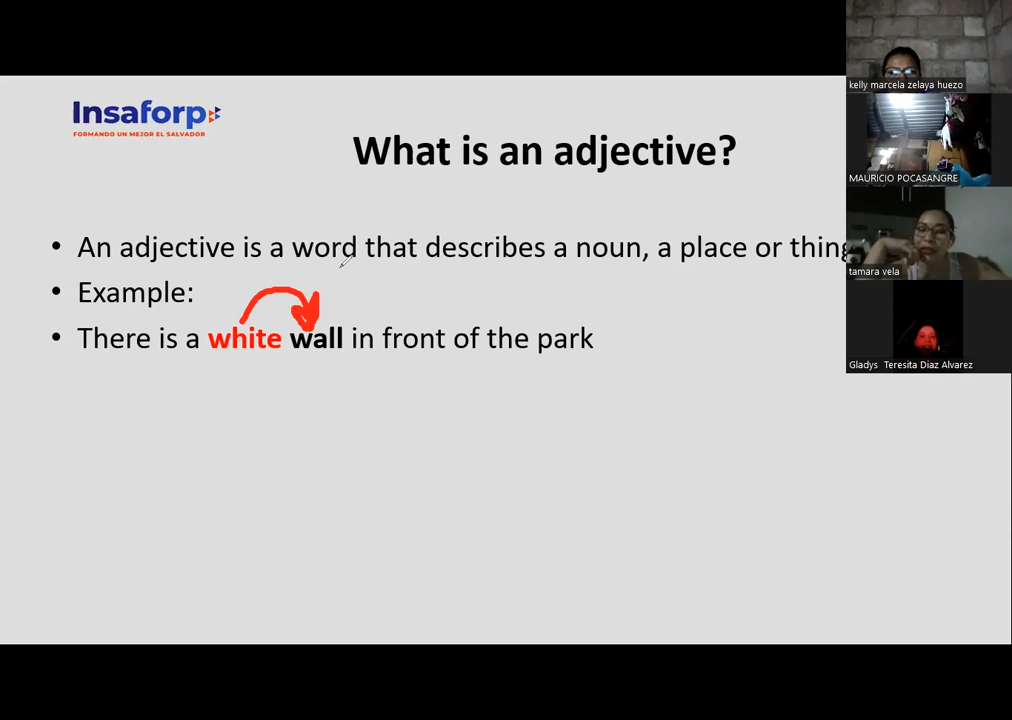 Insaforp
FORMANDO UN MEJOR EL SALVADOR
What is an adjective?
• An adjective is a word that describes a noun, a place or thing
• Example:
• There is a white wall in front of the park
kelly marcela zelaya huezo
MAURICIO POCASANGRE
tamara vela
Gladys Teresita Diaz Alvarez